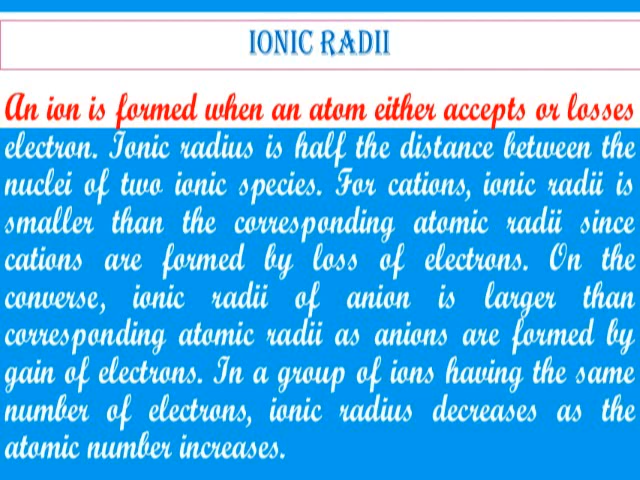 IONIC RADII
An ion is formed when an atom either accepts or losses
electron. Ionic radius is half the distance between the
nuclei of two ionic species. For cations, ionic radii is
smaller than the corresponding atomic radii since
cations are formed by loss of electrons. On the
converse, ionic radii of anion is larger than
corresponding atomic radii as anions are formed by
gain of electrons. In a group of ions having the same
number of electrons, ionic radius decreases as the
atomic number increases.